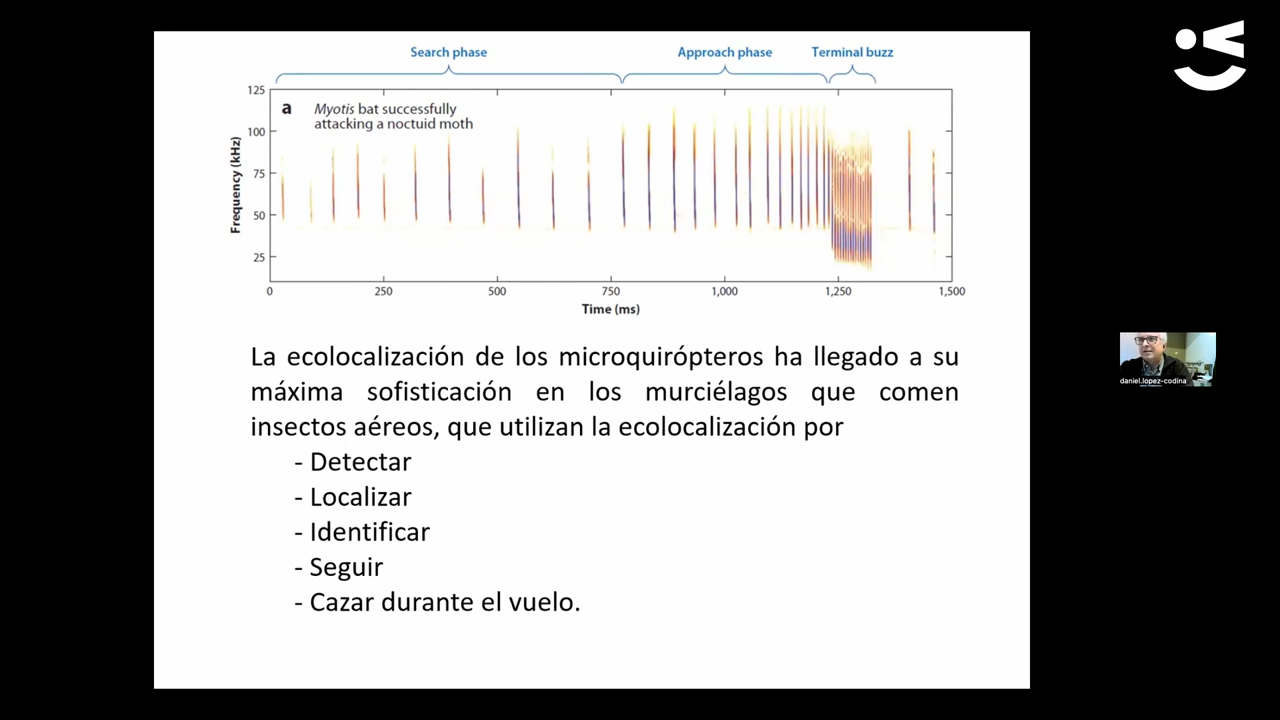 Search phase
Approach phase
Terminal buzz
125
a
Myotis bat successfully
attacking a noctuid moth
100
75
50
25
Frequency (kHz)
0
250
500
750
1,000
1,250
1,500
Time (ms)
La ecolocalización de los microquirópteros ha llegado a su
máxima sofisticación en los murciélagos que comen
insectos aéreos, que utilizan la ecolocalización por
- Detectar
- Localizar
- Identificar
- Seguir
- Cazar durante el vuelo.
daniel.lopez-codina